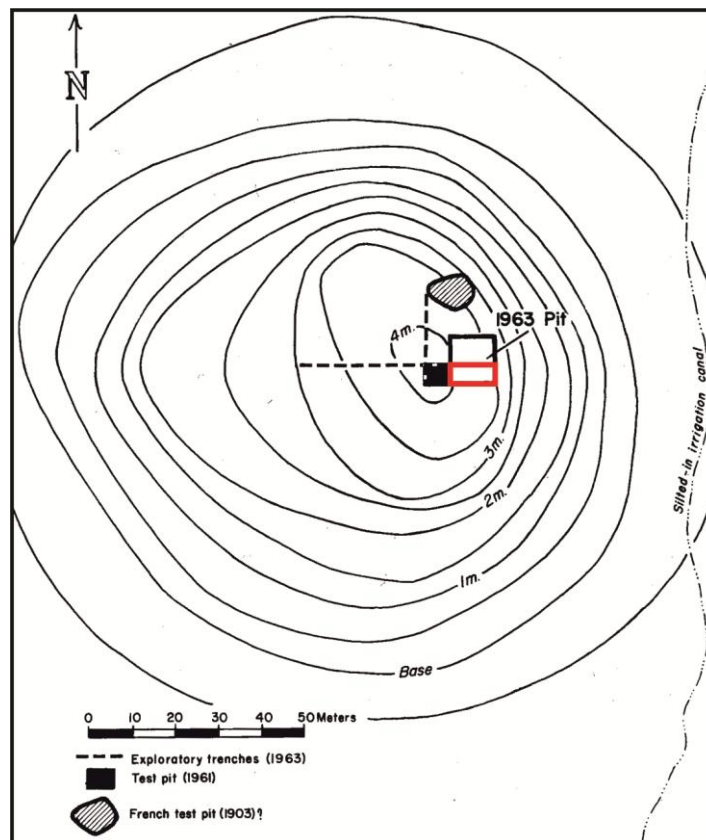 N
1963 Pit
4m.
3m.
2m.
1m.
Silted-in irrigation canal
Base
0 10 20 30 40 50 Meters
Exploratory trenches (1963)
Test pit (1961)
French test pit (1903)?